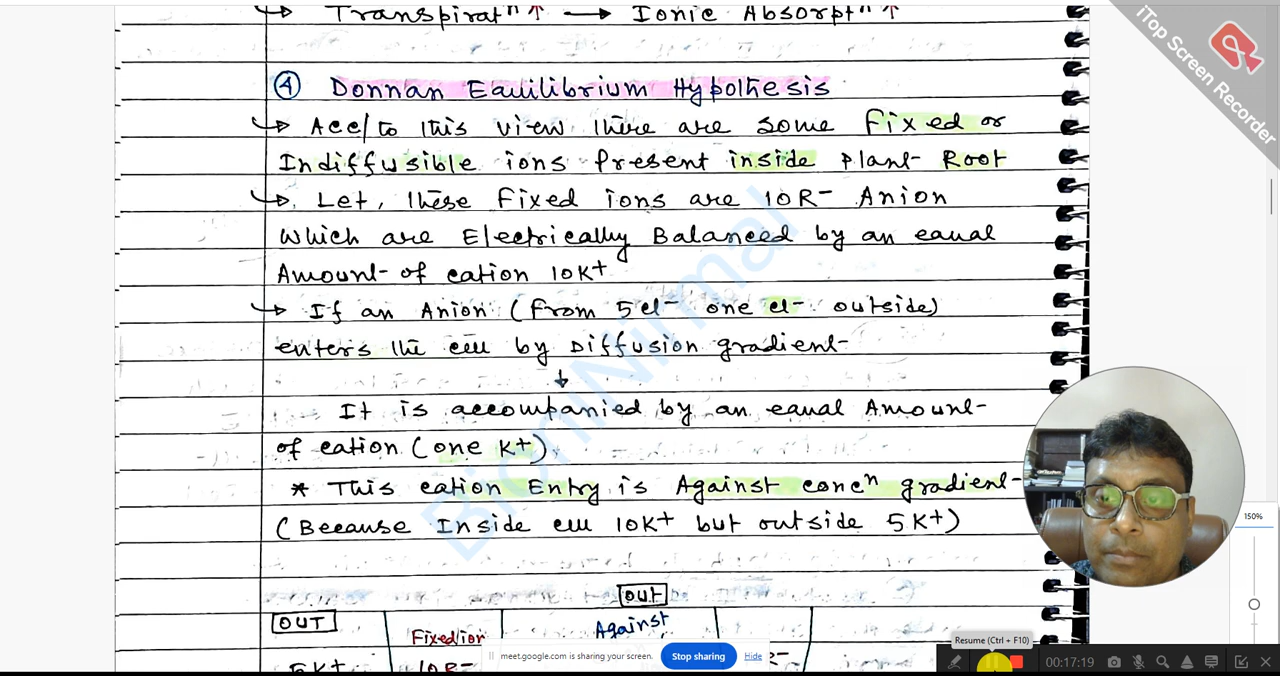 Transpiratⁿ ↑ → Ionic Absorptⁿ ↑
④ Donnan Equilibrium Hypothesis
↳ Acc/to this view there are some fixed or
Indiffusible ions Present inside plant Root
↳ Let, these fixed ions are 10R- Anion
Which are Electrically Balanced by an equal
Amount of cation 10K+
↳ If an Anion (from 5cl- one cl- outside)
enters the cell by Diffusion gradient
↓
It is accompanied by an equal Amount
of cation (one K+)
* This cation Entry is Against concⁿ gradient
(Because Inside cell 10K+ but outside 5K+)
OUT
OUT
Fixed ion
Against
5K+
10R-
R-
BiomNirmal
iTop Screen Recorder
150%
Resume (Ctrl + F10)
meet.google.com is sharing your screen.
Stop sharing
Hide
00:17:19